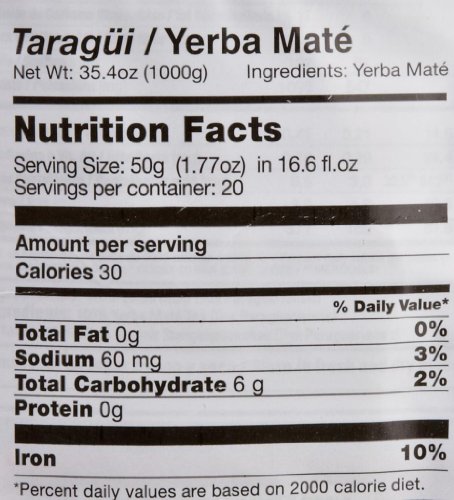 Taragüi / Yerba Maté
Net Wt: 35.4oz (1000g) Ingredients: Yerba Maté
Nutrition Facts
Serving Size: 50g (1.77oz) in 16.6 fl.oz
Servings per container: 20
Amount per serving
Calories 30
% Daily Value*
Total Fat 0g 0%
Sodium 60 mg 3%
Total Carbohydrate 6 g 2%
Protein 0g
Iron 10%
*Percent daily values are based on 2000 calorie diet.